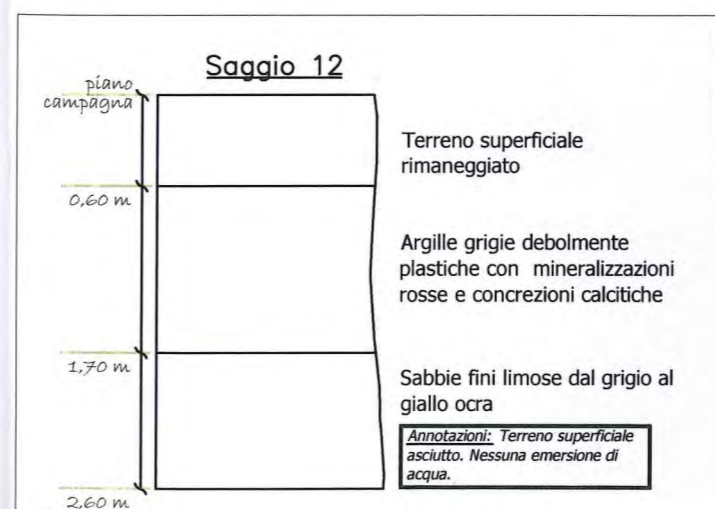 Saggio 12
piano
campagna
Terreno superficiale
rimaneggiato
0,60 m
Argille grigie debolmente
plastiche con mineralizzazioni
rosse e concrezioni calcitiche
1,70 m
Sabbie fini limose dal grigio al
giallo ocra
Annotazioni: Terreno superficiale
asciutto. Nessuna emersione di
acqua.
2,60 m